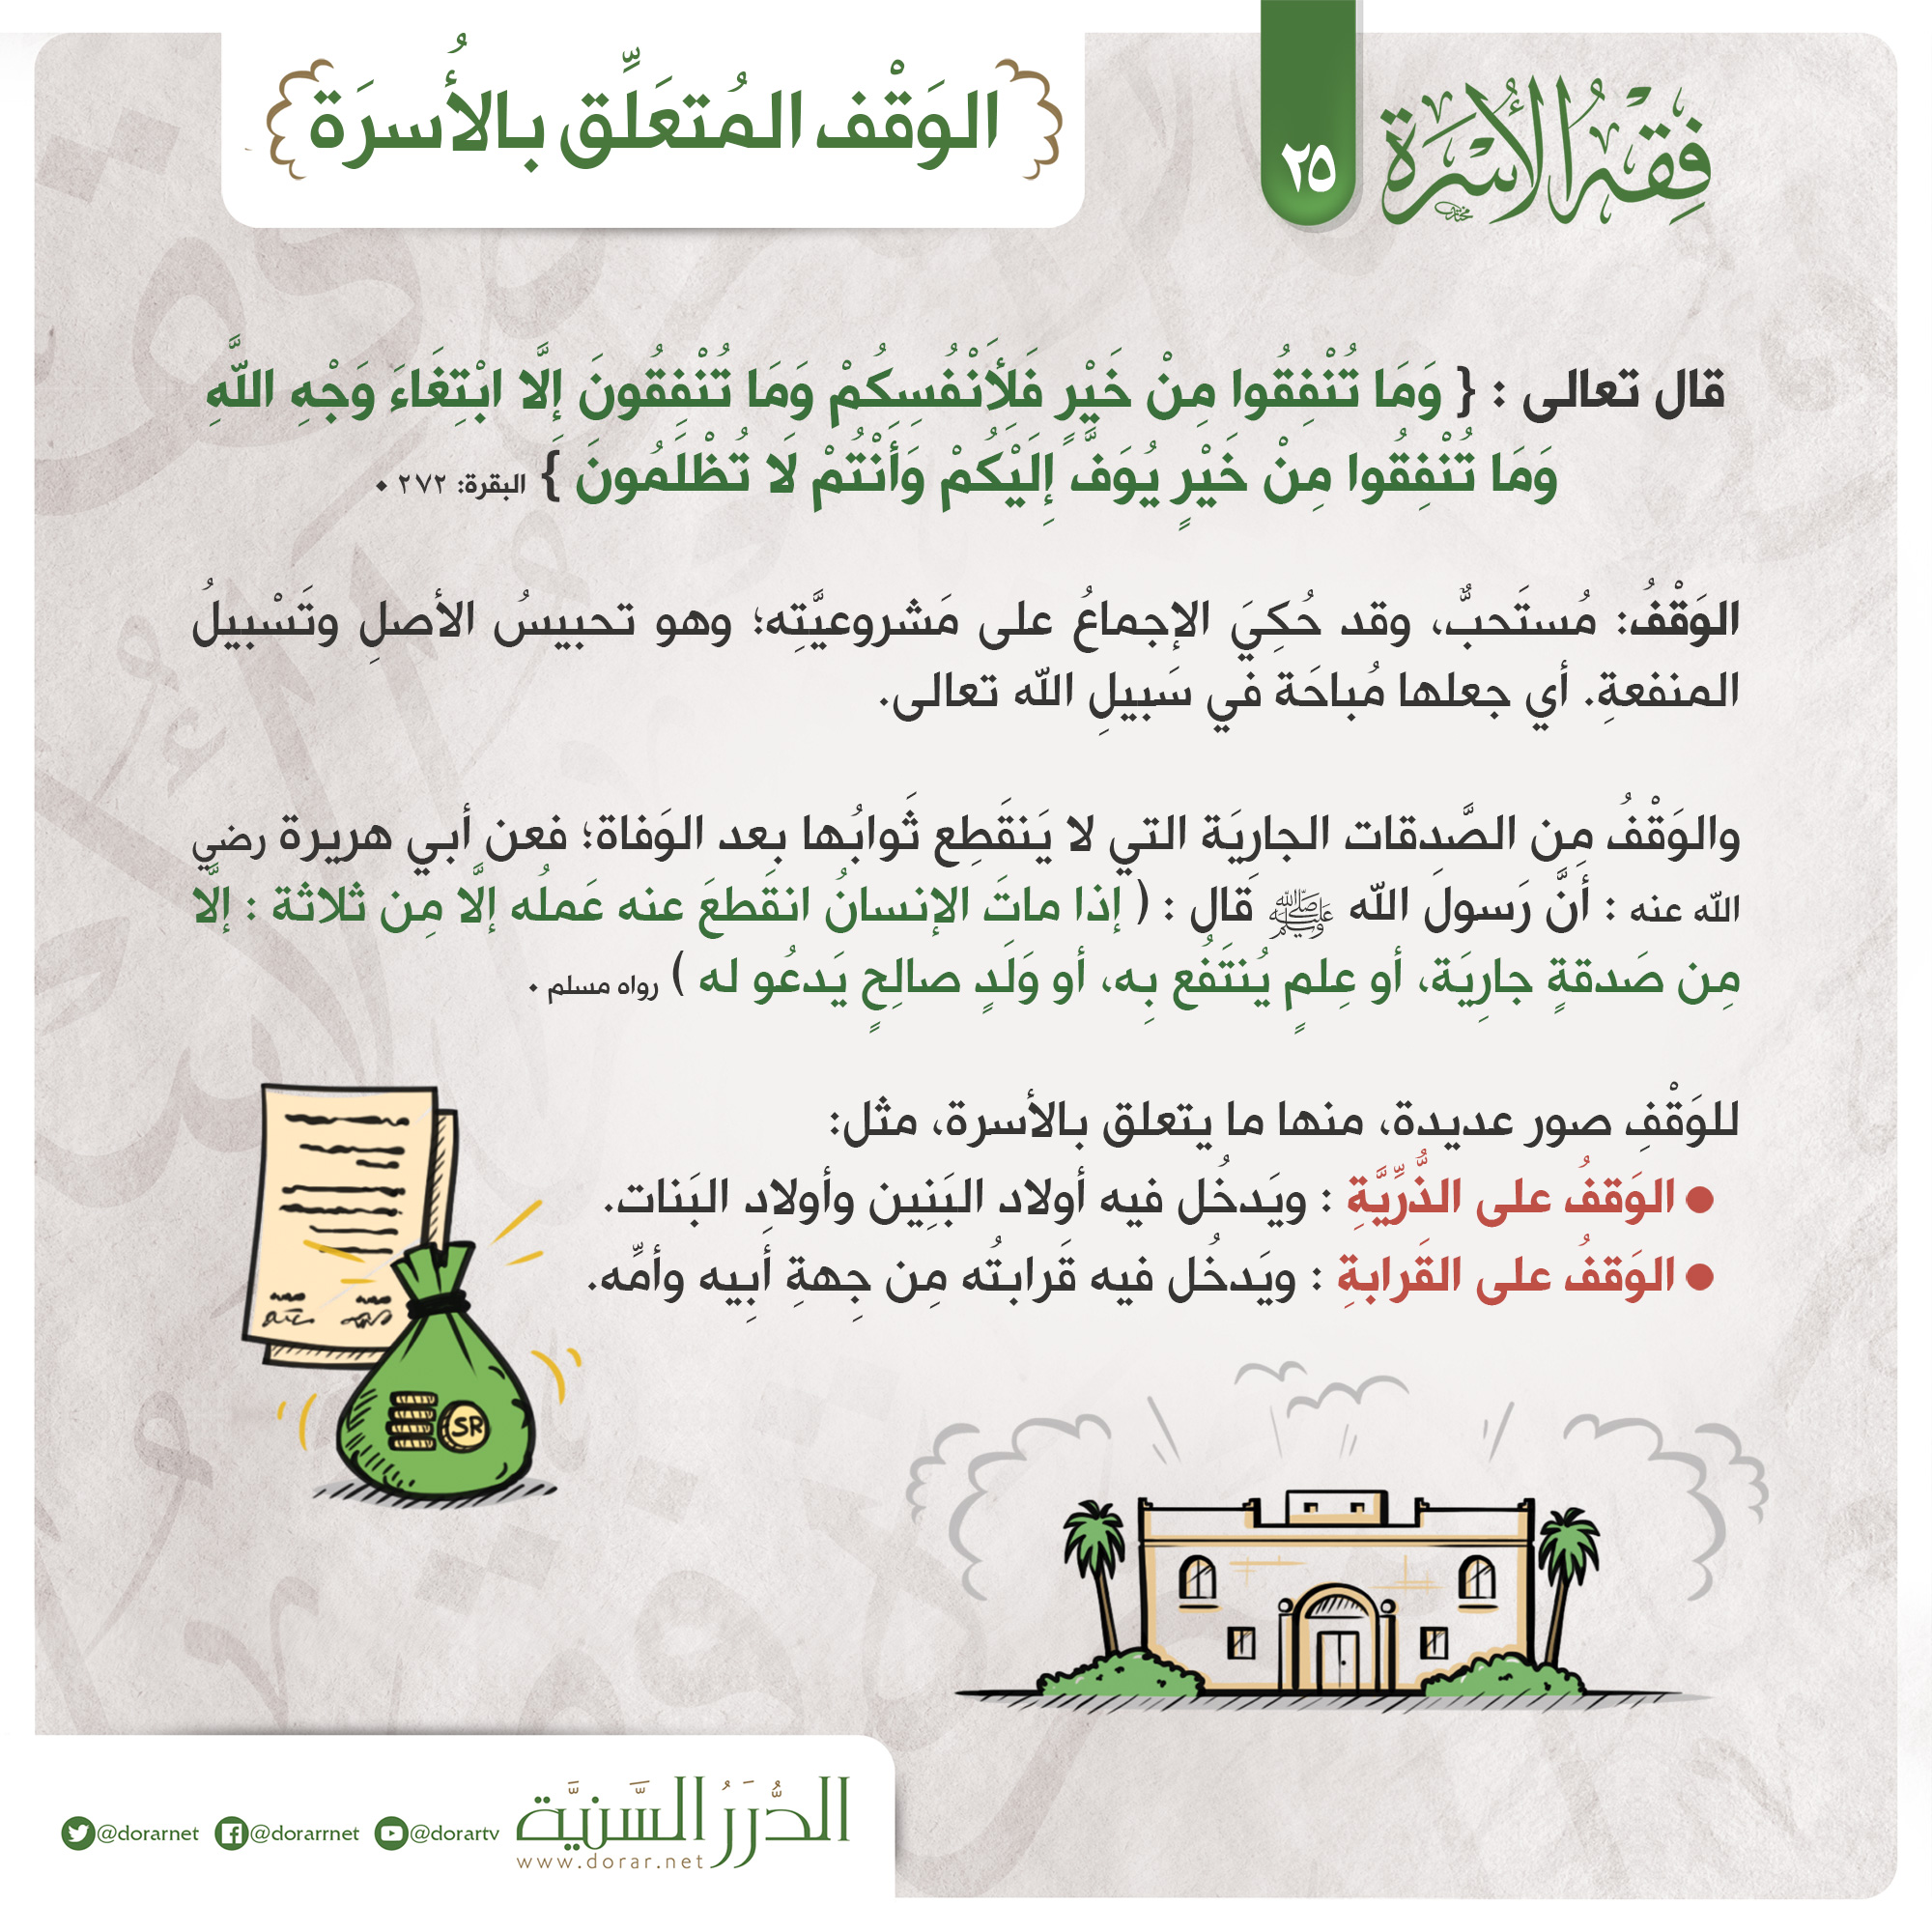 فِقْهُ الأُسْرَة
٢٥
الوَقْف المُتعَلِّق بالأُسرَة
قال تعالى : { وَمَا تُنْفِقُوا مِنْ خَيْرٍ فَلِأَنْفُسِكُمْ وَمَا تُنْفِقُونَ إِلَّا ابْتِغَاءَ وَجْهِ اللَّهِ
وَمَا تُنْفِقُوا مِنْ خَيْرٍ يُوَفَّ إِلَيْكُمْ وَأَنْتُمْ لَا تُظْلَمُونَ } البقرة: ٢٧٢ •
الوَقْفُ: مُستَحبٌّ، وقد حُكِيَ الإجماعُ على مَشروعيَّتِه؛ وهو تحبيسُ الأصلِ وتَسْبيلُ
المنفعةِ. أي جعلها مُباحَة في سَبيلِ الله تعالى.
والوَقْفُ مِن الصَّدقات الجارِيَة التي لا يَنقَطِع ثَوابُها بعد الوَفاة؛ فعن أبي هريرة رضي
الله عنه : أنَّ رَسولَ الله ﷺ قَال : ( إذا ماتَ الإنسانُ انقَطعَ عنه عَملُه إلَّا مِن ثلاثة : إلَّا
مِن صَدقةٍ جارِيَة، أو عِلمٍ يُنتَفُع بِه، أو وَلَدٍ صالِحٍ يَدعُو له ) رواه مسلم •
للوَقْفِ صور عديدة، منها ما يتعلق بالأسرة، مثل:
● الوَقفُ على الذُّرِّيَّةِ : ويَدخُل فيه أولاد البَنِين وأولادِ البَنات.
● الوَقفُ على القَرابةِ : ويَدخُل فيه قَرابتُه مِن جِهةِ أبِيه وأمِّه.
SR
الدُّرَرُ السَّنيَّة
www.dorar.net
@dorarnet @dorarrnet @dorartv